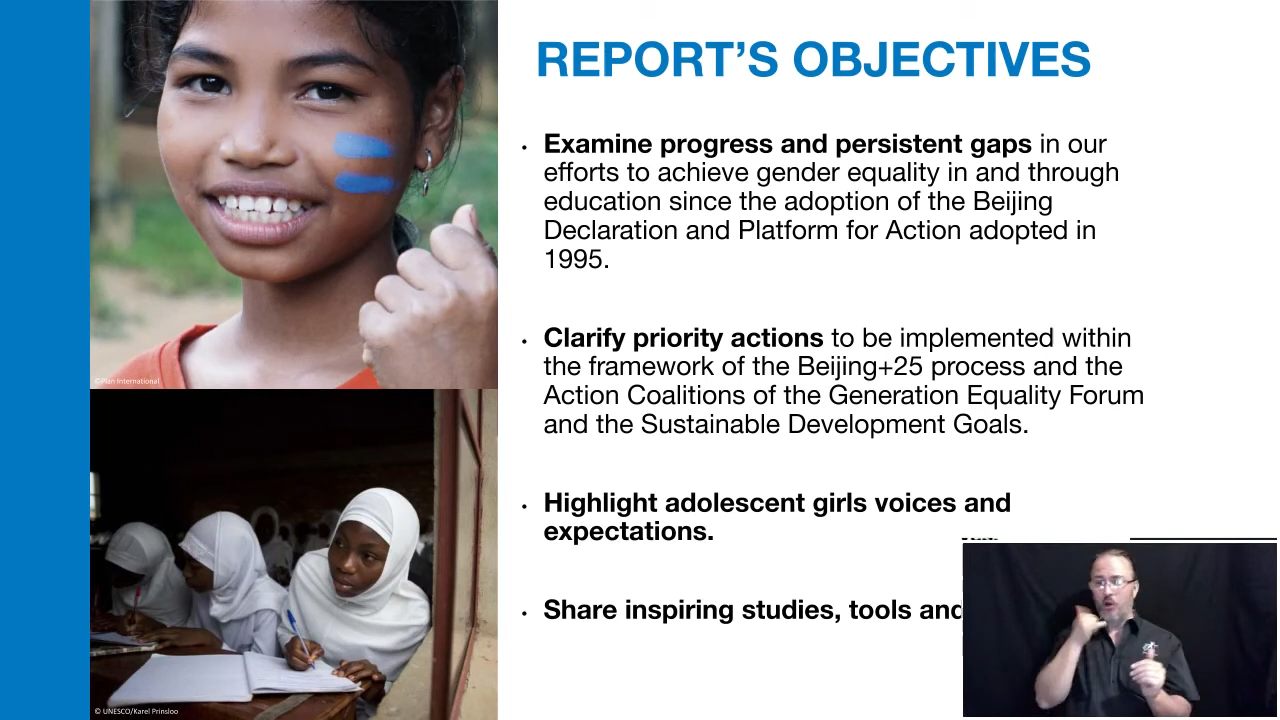 REPORT'S OBJECTIVES
• Examine progress and persistent gaps in our
efforts to achieve gender equality in and through
education since the adoption of the Beijing
Declaration and Platform for Action adopted in
1995.
• Clarify priority actions to be implemented within
the framework of the Beijing+25 process and the
Action Coalitions of the Generation Equality Forum
and the Sustainable Development Goals.
• Highlight adolescent girls voices and
expectations.
• Share inspiring studies, tools and
©Plan International
© UNESCO/Karel Prinsloo